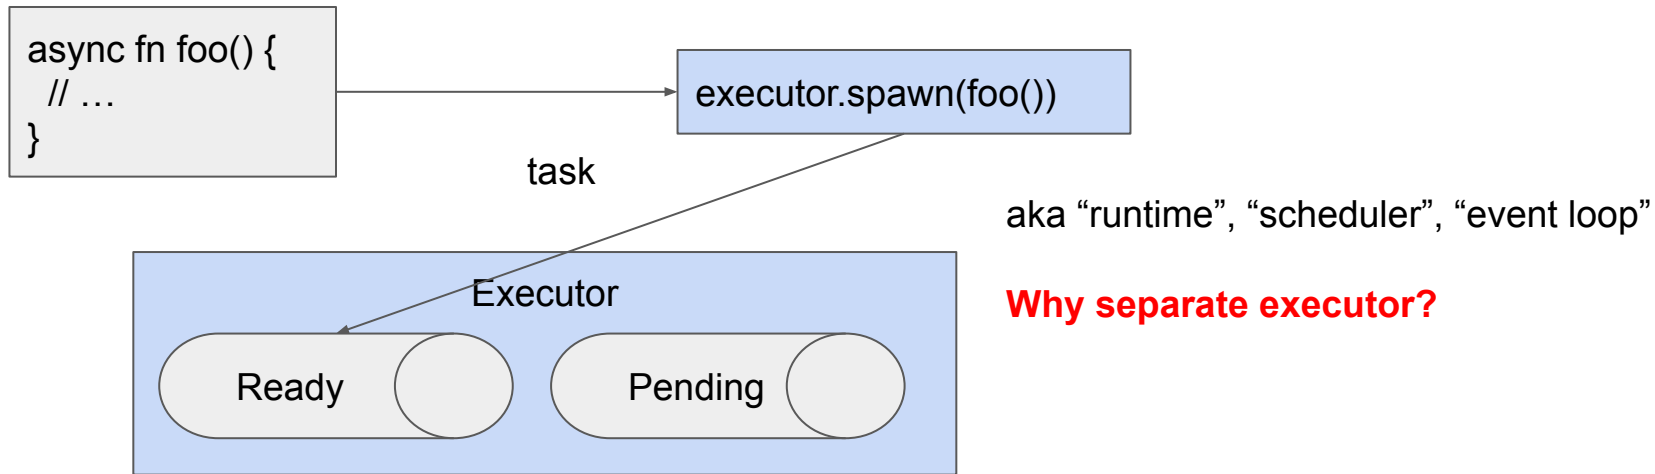 async fn foo() {
// …
}
executor.spawn(foo())
task
aka “runtime”, “scheduler”, “event loop”
Why separate executor?
Executor
Ready
Pending